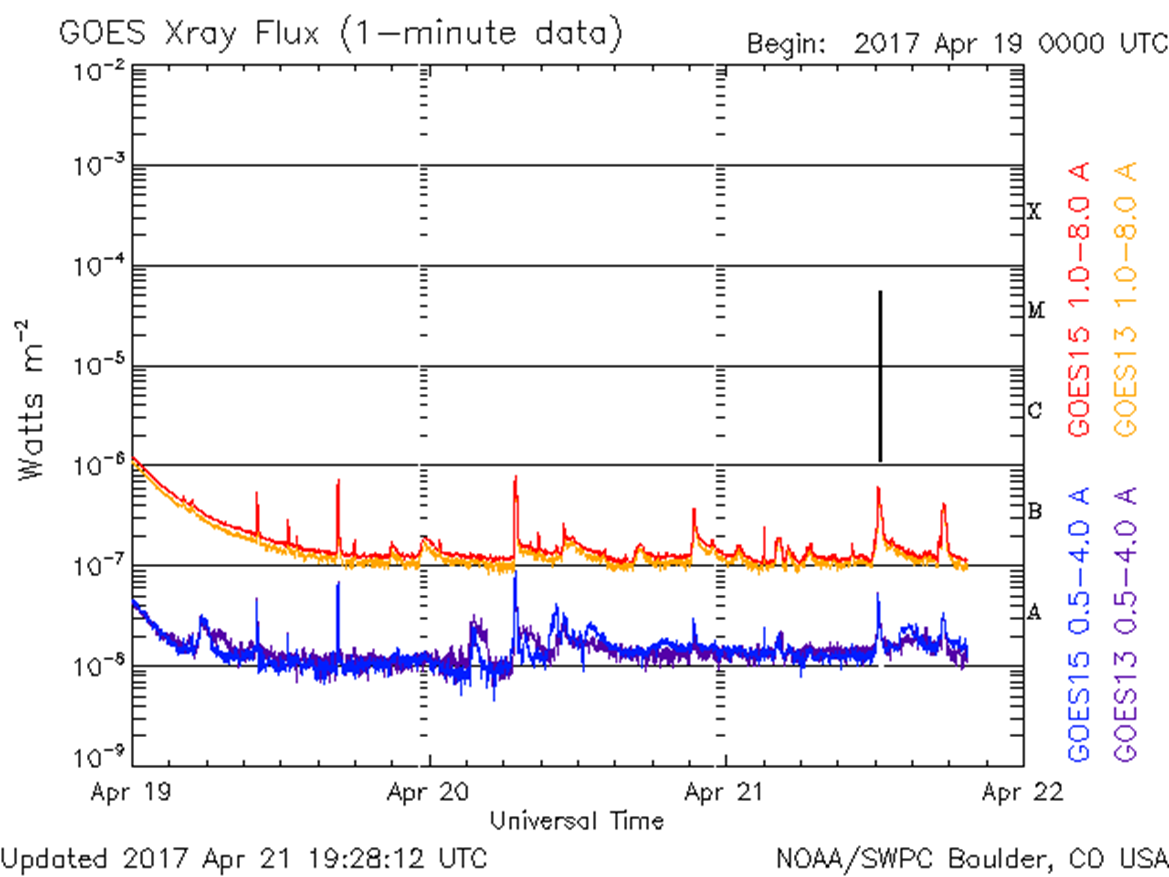 GOES Xray Flux (1-minute data)
Begin: 2017 Apr 19 0000 UTC
10⁻²
10⁻³
10⁻⁴
10⁻⁵
10⁻⁶
10⁻⁷
10⁻⁸
10⁻⁹
Watts m⁻²
X
M
C
B
A
GOES15 1.0-8.0 A
GOES13 1.0-8.0 A
GOES15 0.5-4.0 A
GOES13 0.5-4.0 A
Apr 19 Apr 20 Apr 21 Apr 22
Universal Time
Updated 2017 Apr 21 19:28:12 UTC
NOAA/SWPC Boulder, CO USA